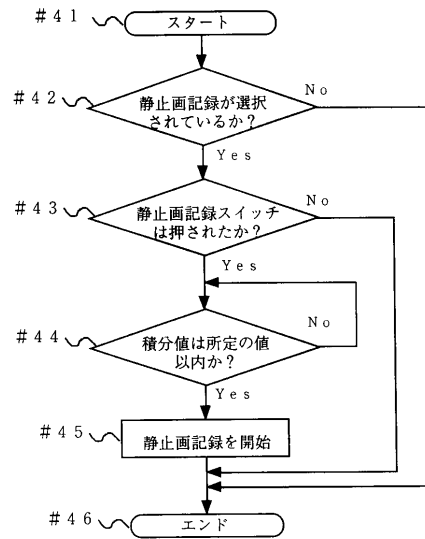 #41
スタート
#42
静止画記録が選択
されているか?
No
Yes
#43
静止画記録スイッチ
は押されたか?
No
Yes
#44
積分値は所定の値
以内か?
No
Yes
#45
静止画記録を開始
#46
エンド